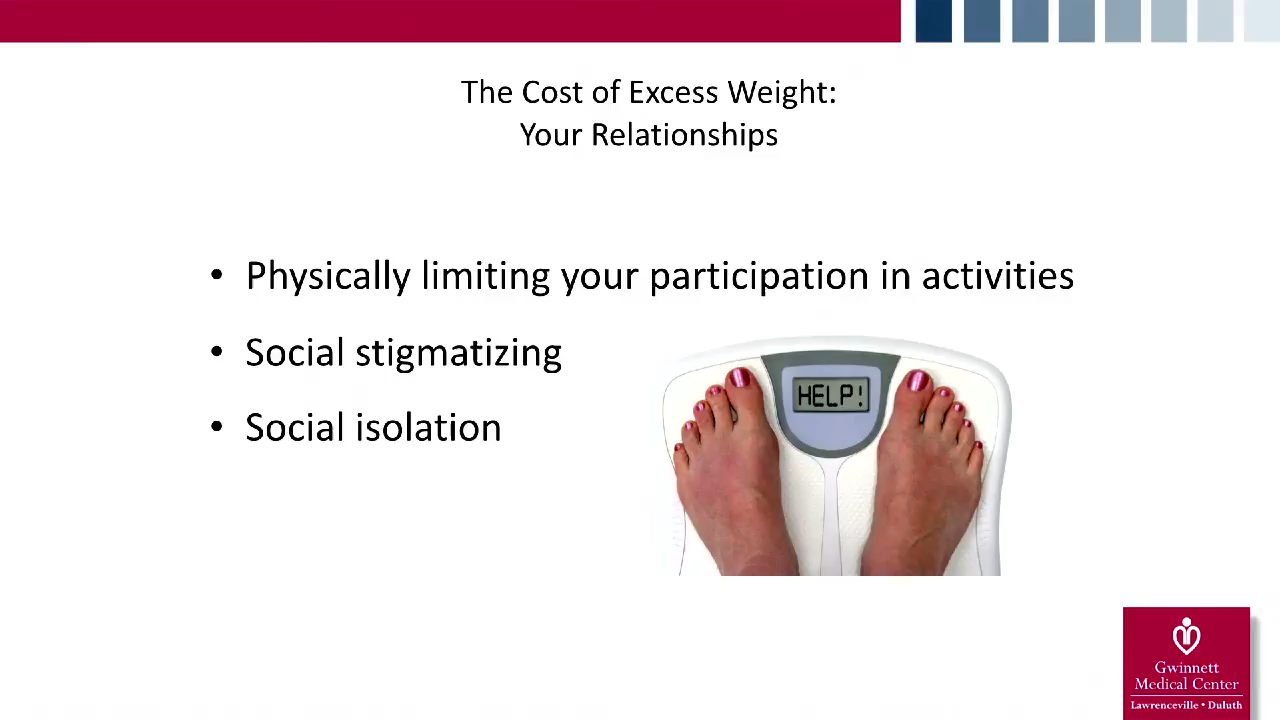 The Cost of Excess Weight:
Your Relationships
• Physically limiting your participation in activities
• Social stigmatizing
• Social isolation
HELP!
Gwinnett
Medical Center
Lawrenceville • Duluth